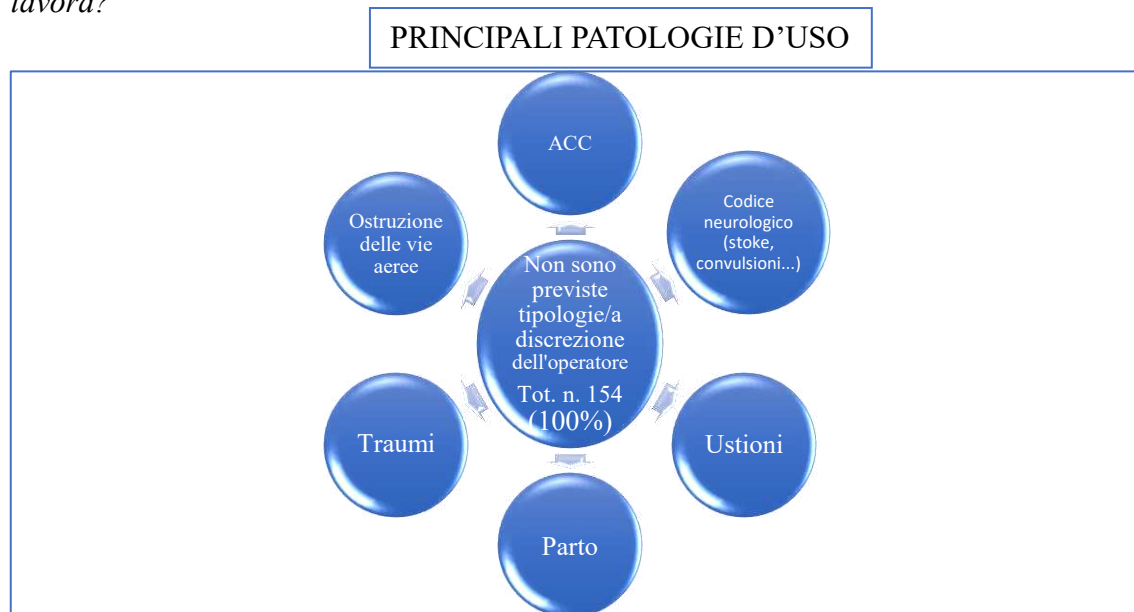 lavora?
PRINCIPALI PATOLOGIE D’USO
ACC
Codice
neurologico
(stoke,
convulsioni...)
Ostruzione
delle vie
aeree
Non sono
previste
tipologie/a
discrezione
dell'operatore
Tot. n. 154
(100%)
Traumi
Ustioni
Parto